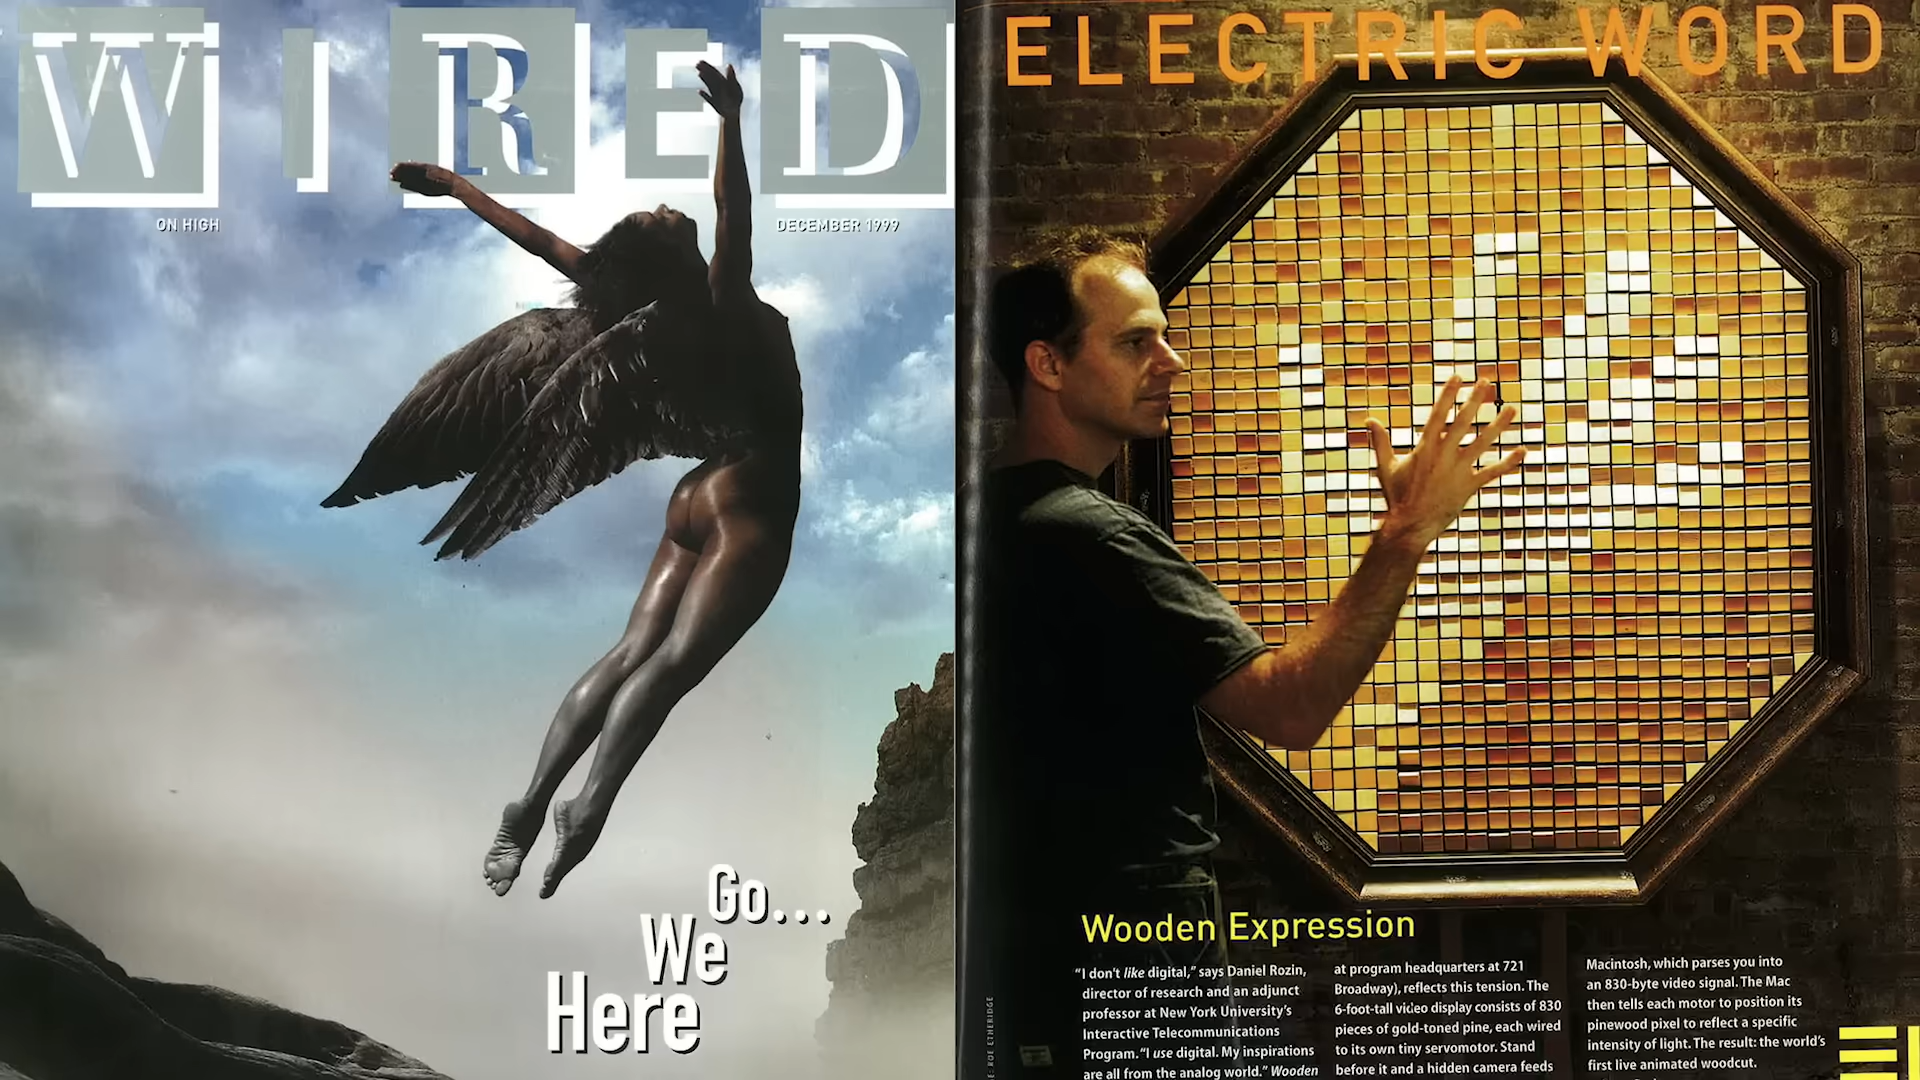 WIRED
ON HIGH
DECEMBER 1999
Go...
We
Here
ELECTRIC WORD
Wooden Expression
"I don't like digital," says Daniel Rozin,
director of research and an adjunct
professor at New York University's
Interactive Telecommunications
Program. "I use digital. My inspirations
are all from the analog world." Wooden
at program headquarters at 721
Broadway), reflects this tension. The
6-foot-tall video display consists of 830
pieces of gold-toned pine, each wired
to its own tiny servomotor. Stand
before it and a hidden camera feeds
Macintosh, which parses you into
an 830-byte video signal. The Mac
then tells each motor to position its
pinewood pixel to reflect a specific
intensity of light. The result: the world's
first live animated woodcut.
ROE ETHERIDGE